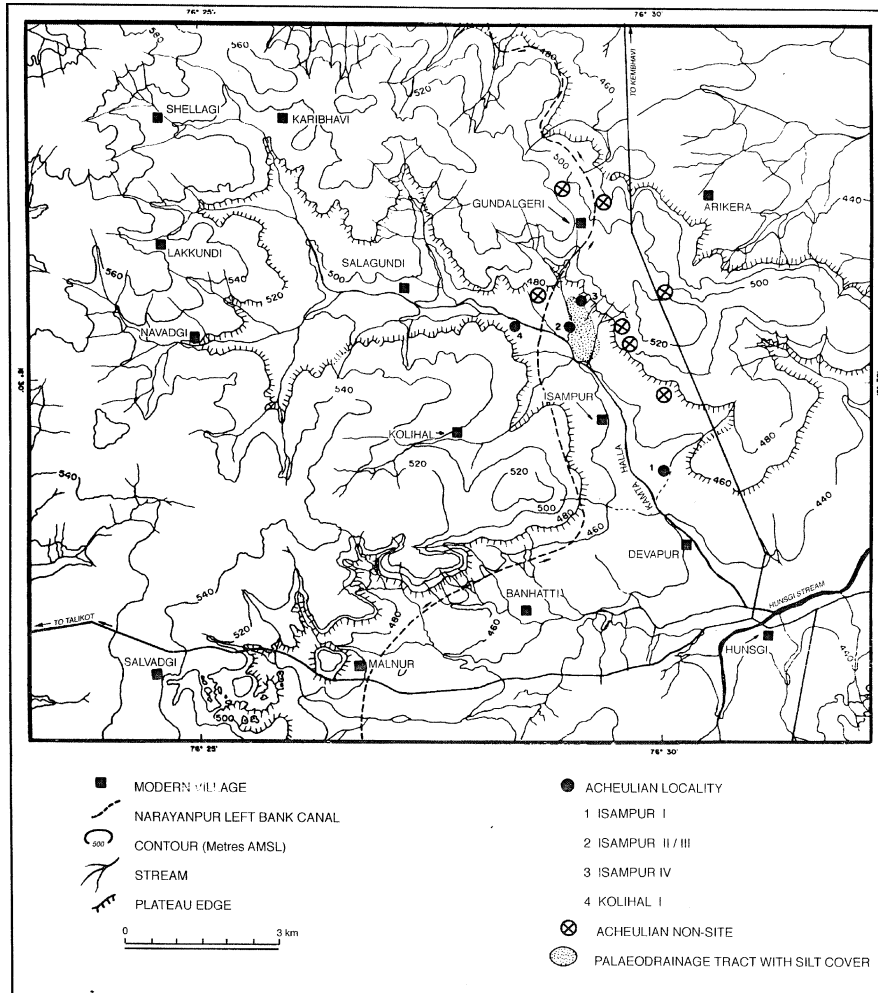 76° 25'
76° 30'
580
560
560
520
480
460
TO KEMBHAVI
SHELLAGI
KARIBHAVI
500
GUNDALGERI
ARIKERA
440
LAKKUNDI
540
560
520
SALAGUNDI
500
480
3
500
NAVADGI
4
2
520
540
ISAMPUR
KOLIHAL
480
KAMTA HALLA
1
460
520
520
540
500
480
460
440
DEVAPUR
540
BANHATTI
HUNSGI STREAM
480
460
TO TALIKOT
520
SALVADGI
MALNUR
HUNSGI
440
500
76° 25'
76° 30'
MODERN VILLAGE
NARAYANPUR LEFT BANK CANAL
500
CONTOUR (Metres AMSL)
STREAM
PLATEAU EDGE
0 3 km
ACHEULIAN LOCALITY
1 ISAMPUR I
2 ISAMPUR II / III
3 ISAMPUR IV
4 KOLIHAL I
ACHEULIAN NON-SITE
PALAEODRAINAGE TRACT WITH SILT COVER